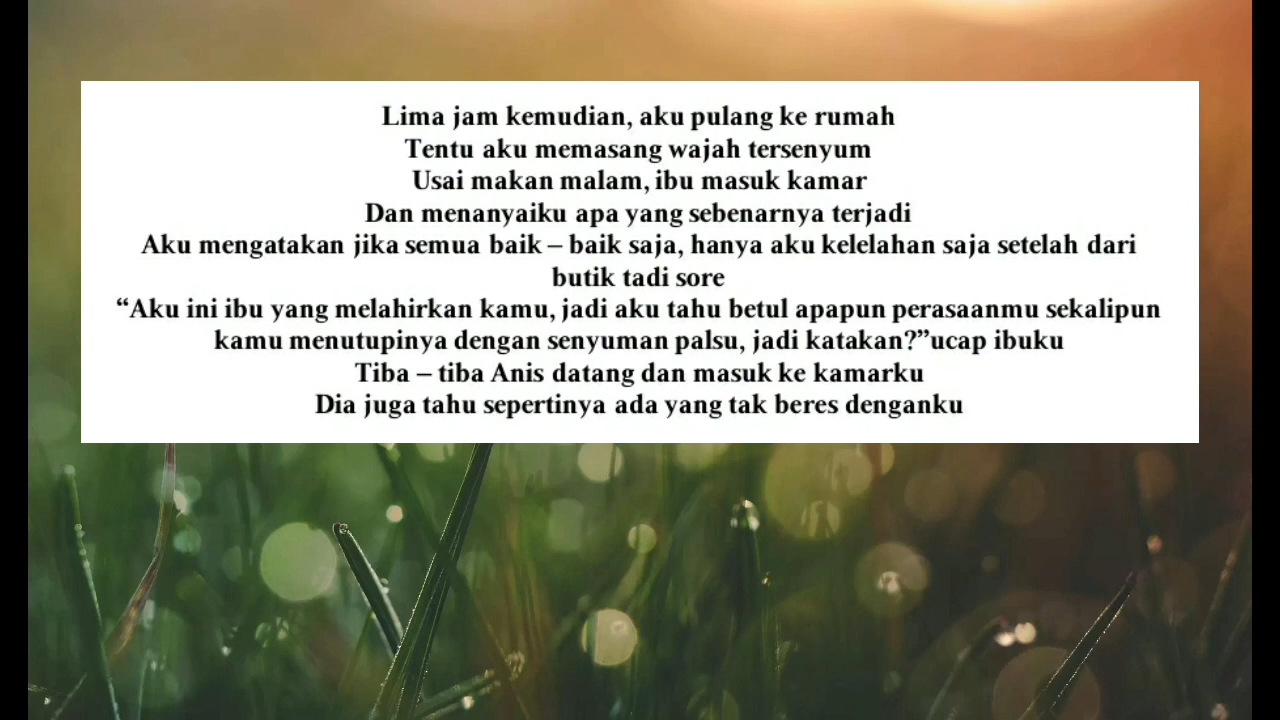 Lima jam kemudian, aku pulang ke rumah
Tentu aku memasang wajah tersenyum
Usai makan malam, ibu masuk kamar
Dan menanyaiku apa yang sebenarnya terjadi
Aku mengatakan jika semua baik – baik saja, hanya aku kelelahan saja setelah dari
butik tadi sore
“Aku ini ibu yang melahirkan kamu, jadi aku tahu betul apapun perasaanmu sekalipun
kamu menutupinya dengan senyuman palsu, jadi katakan?”ucap ibuku
Tiba – tiba Anis datang dan masuk ke kamarku
Dia juga tahu sepertinya ada yang tak beres denganku